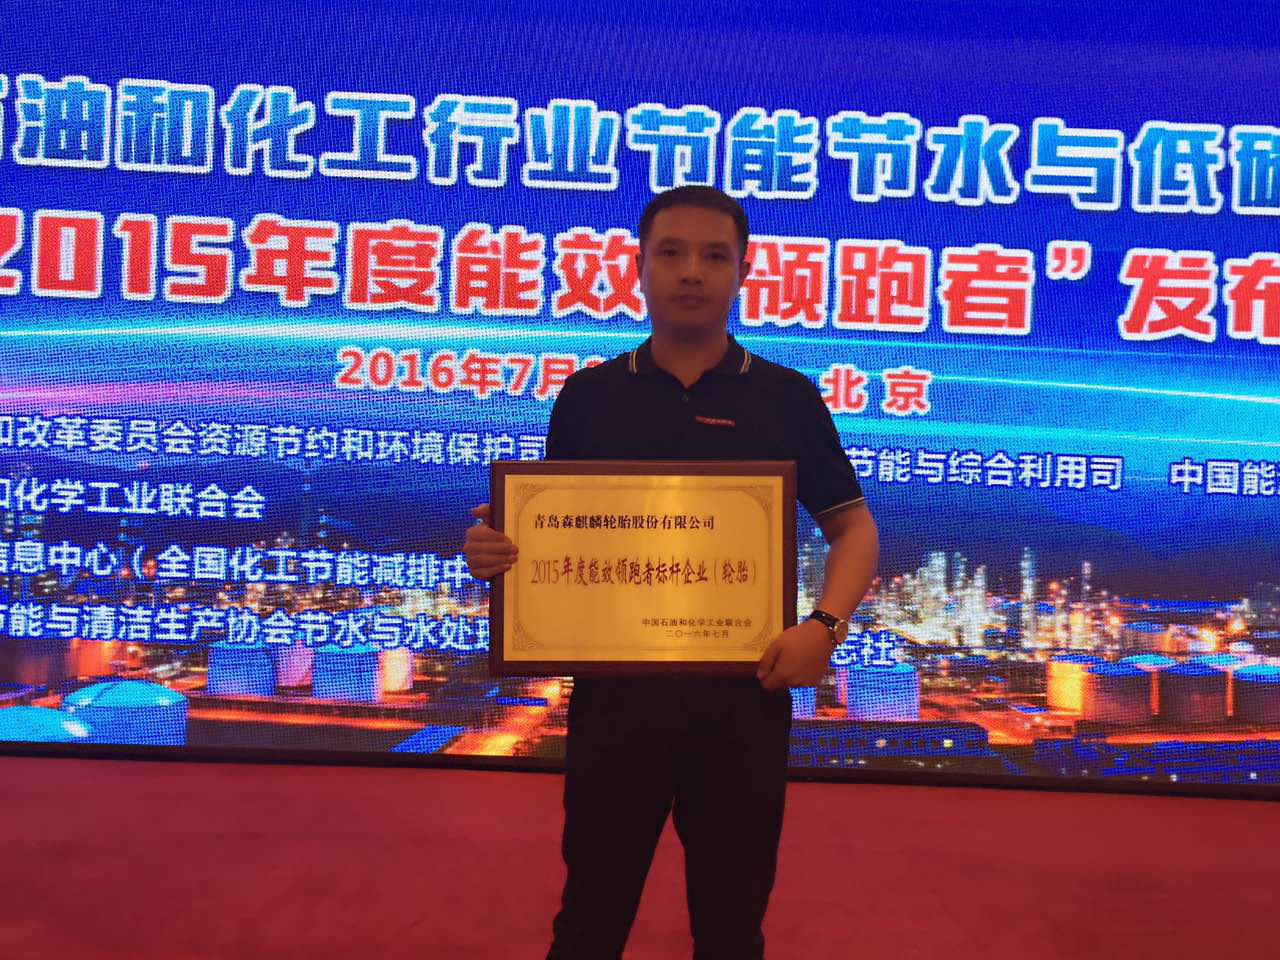 油和化工行业节能节水与低碳
2015年度能效 领跑者”发布
2016年7月 北京
和改革委员会资源节约和环境保护司 节能与综合利用司 中国能
和化学工业联合会
信息中心（全国化工节能减排中
节能与清洁生产协会节水与水处理 志社
青岛森麒麟轮胎股份有限公司
2015年度能效领跑者标杆企业（轮胎）
中国石油和化学工业联合会
二〇一六年七月